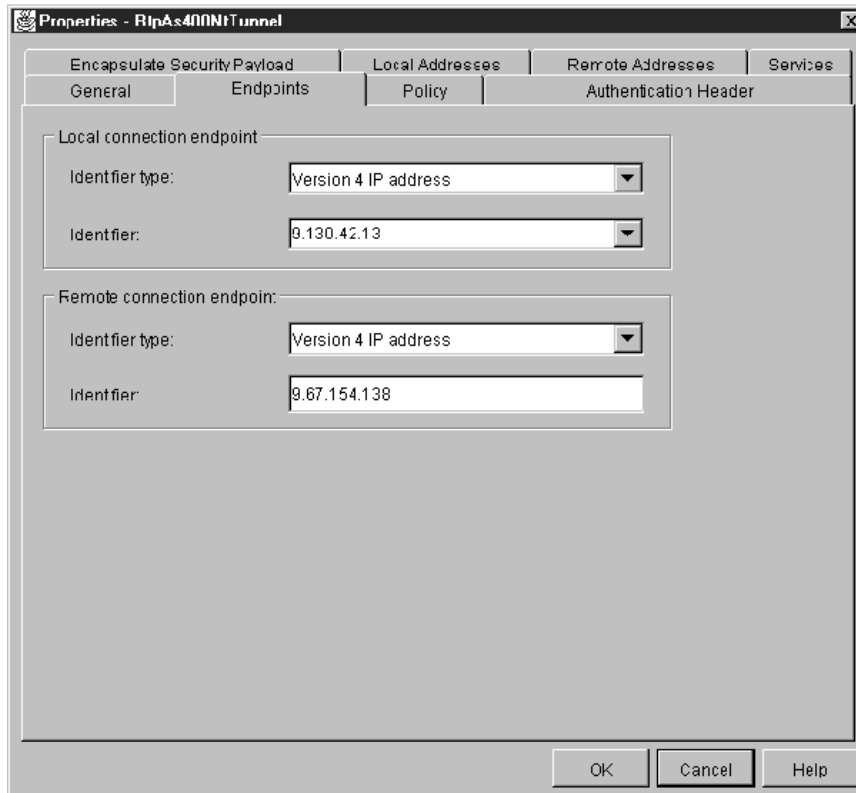 Properties - RtpAs400NtTunnel
Encapsulate Security Payload Local Addresses Remote Addresses Services
General Endpoints Policy Authentication Header
Local connection endpoint
Identifier type:
Version 4 IP address
Identifier:
9.130.42.13
Remote connection endpoint
Identifier type:
Version 4 IP address
Identifier:
9.67.154.138
OK Cancel Help